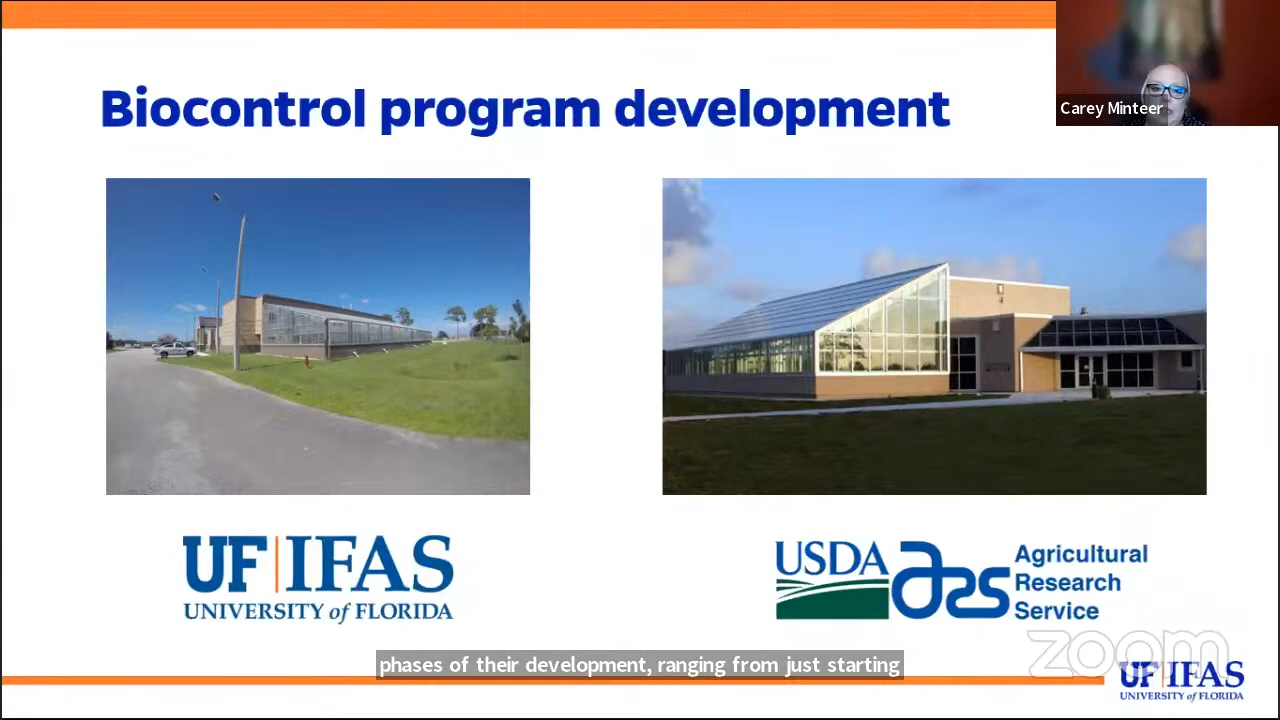 Biocontrol program development
Carey Minteer
UF|IFAS
UNIVERSITY of FLORIDA
USDA
ars
Agricultural
Research
Service
phases of their development, ranging from just starting
zoom
UF|IFAS
UNIVERSITY of FLORIDA